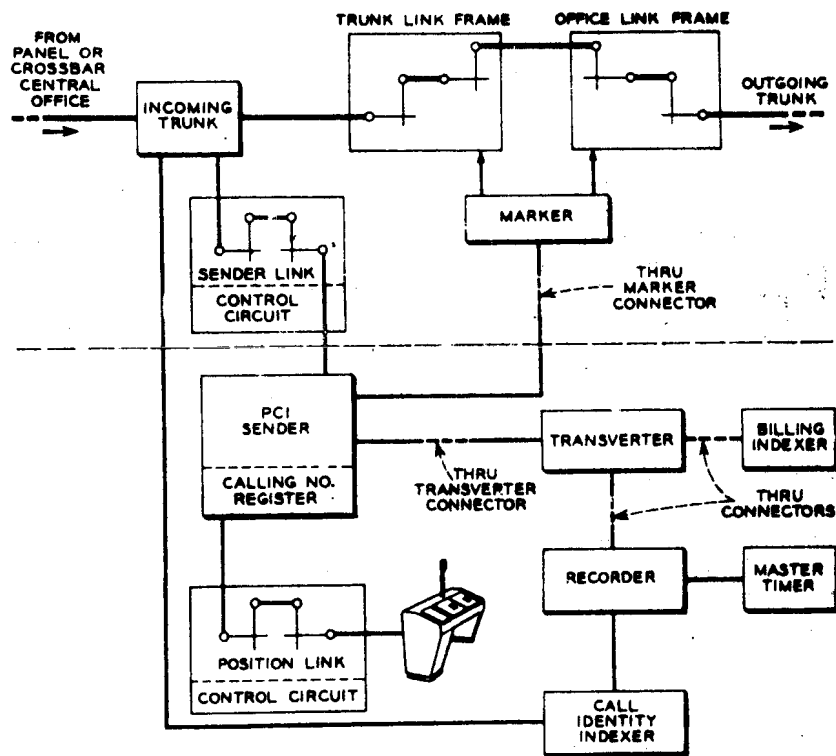 TRUNK LINK FRAME
OFFICE LINK FRAME
FROM
PANEL OR
CROSSBAR
CENTRAL
OFFICE
INCOMING
TRUNK
OUTGOING
TRUNK
MARKER
SENDER LINK
CONTROL
CIRCUIT
THRU
MARKER
CONNECTOR
PCI
SENDER
CALLING NO.
REGISTER
TRANSVERTER
BILLING
INDEXER
THRU
TRANSVERTER
CONNECTOR
THRU
CONNECTORS
RECORDER
MASTER
TIMER
POSITION LINK
CONTROL CIRCUIT
CALL
IDENTITY
INDEXER